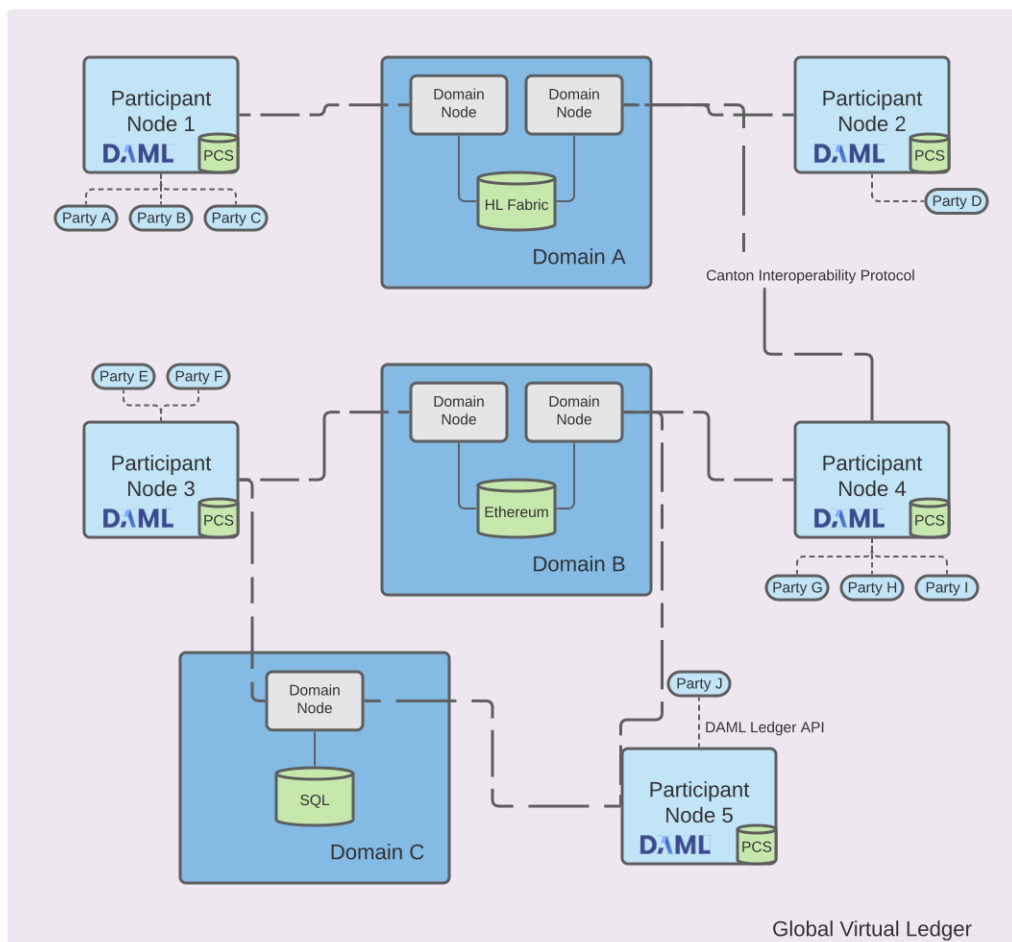 Participant
Node 1
DAML
PCS
Party A
Party B
Party C
Domain
Node
Domain
Node
HL Fabric
Domain A
Participant
Node 2
DAML
PCS
Party D
Canton Interoperability Protocol
Party E
Party F
Participant
Node 3
DAML
PCS
Domain
Node
Domain
Node
Ethereum
Domain B
Participant
Node 4
DAML
PCS
Party G
Party H
Party I
Domain
Node
SQL
Domain C
Party J
DAML Ledger API
Participant
Node 5
DAML
PCS
Global Virtual Ledger